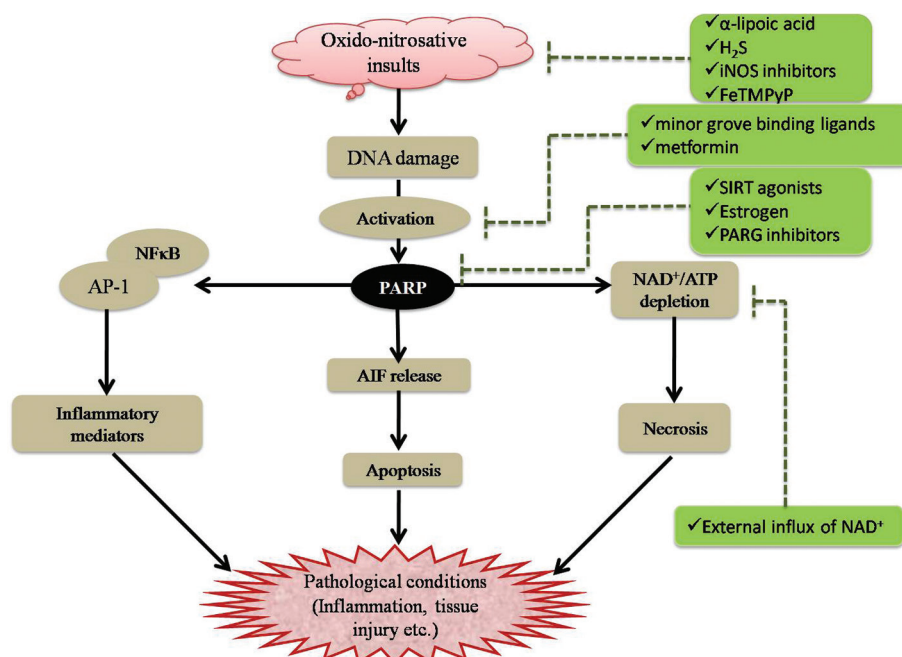 Oxido-nitrosative
insults
✓α-lipoic acid
✓H₂S
✓iNOS inhibitors
✓FeTMPyP
DNA damage
✓minor grove binding ligands
✓metformin
Activation
✓SIRT agonists
✓Estrogen
✓PARG inhibitors
NFκB
AP-1
PARP
NAD⁺/ATP
depletion
AIF release
Inflammatory
mediators
Necrosis
Apoptosis
✓External influx of NAD⁺
Pathological conditions
(Inflammation, tissue
injury etc.)